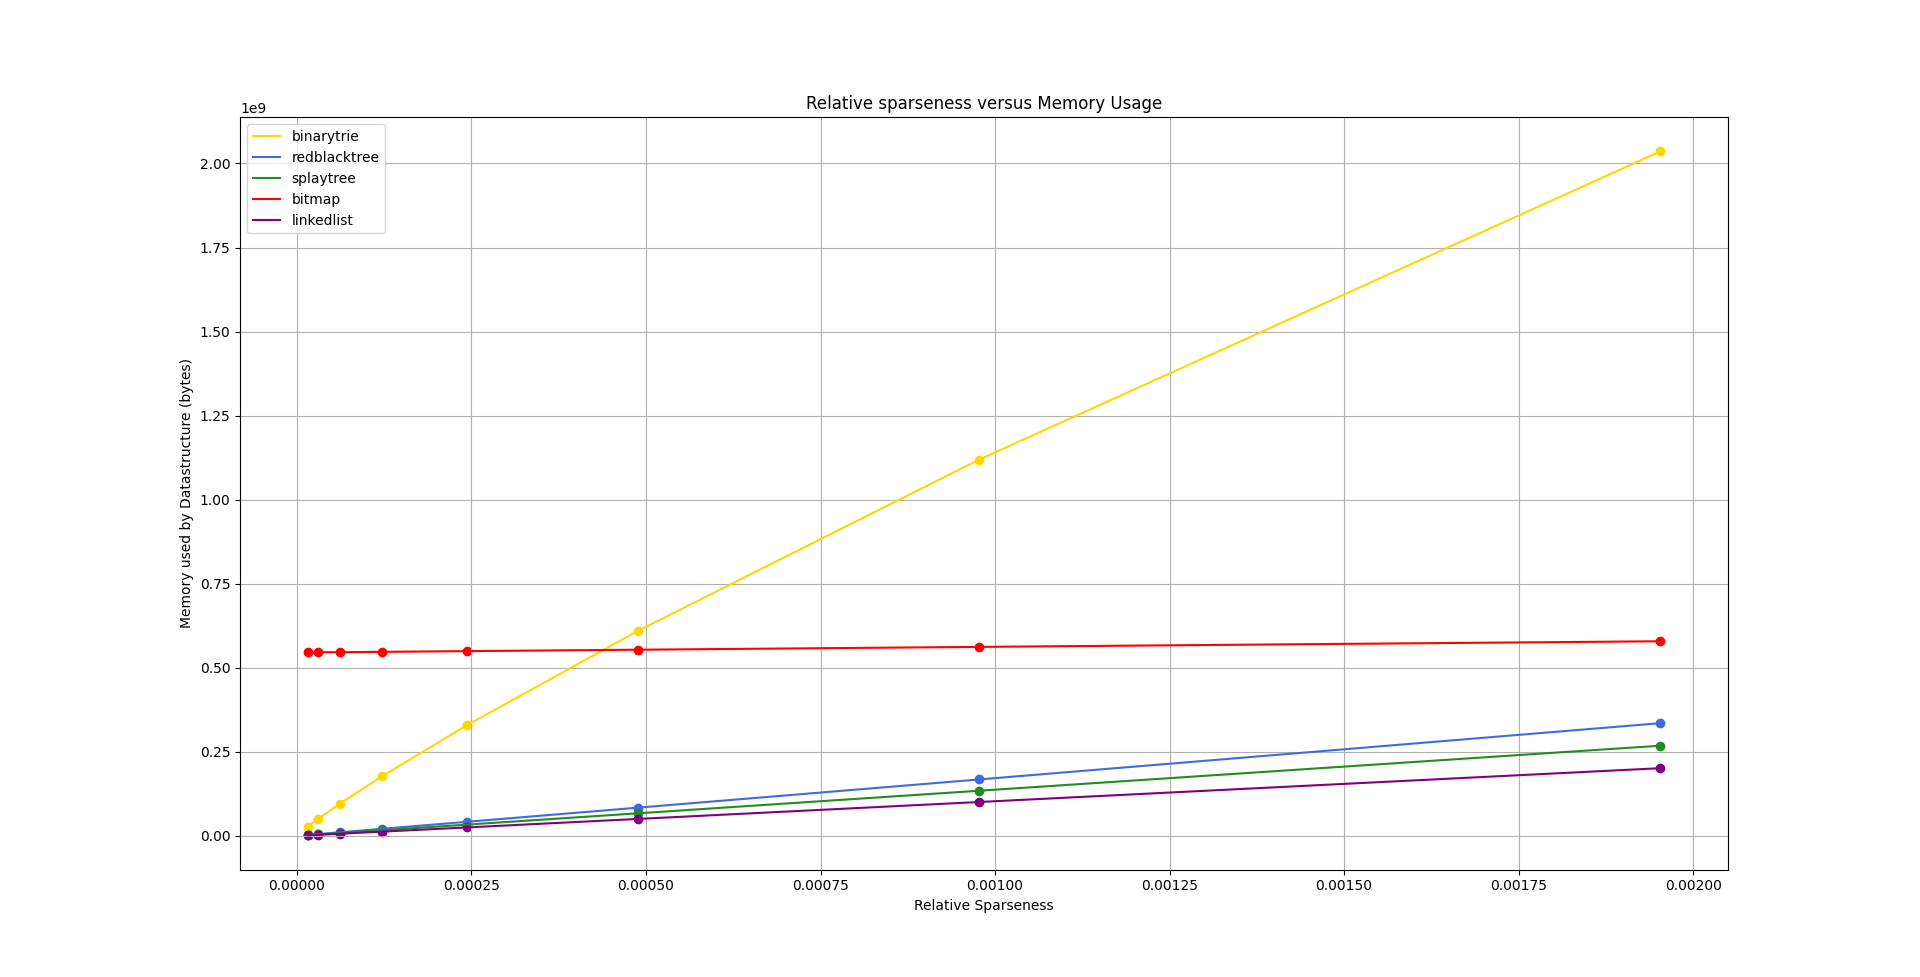 Relative sparseness versus Memory Usage
1e9
binarytrie
redblacktree
splaytree
bitmap
linkedlist
Memory used by Datastructure (bytes)
2.00
1.75
1.50
1.25
1.00
0.75
0.50
0.25
0.00
0.00000 0.00025 0.00050 0.00075 0.00100 0.00125 0.00150 0.00175 0.00200
Relative Sparseness